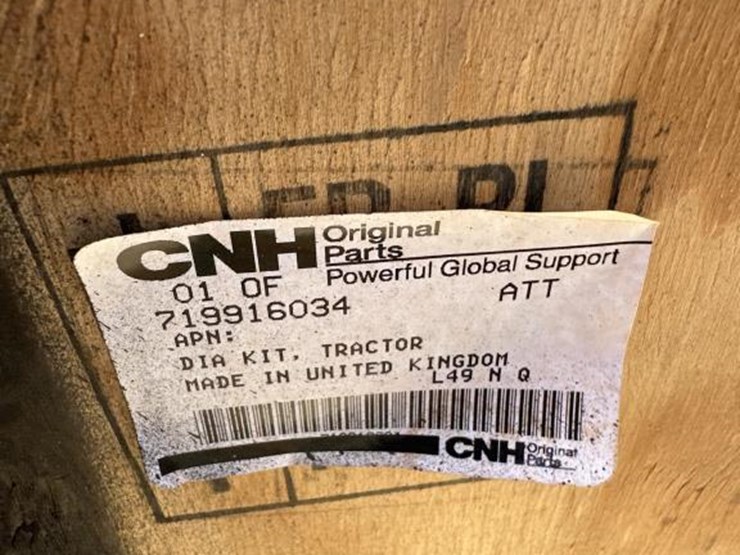 CNH Original
Parts
Powerful Global Support
01 OF ATT
719916034
APN:
DIA KIT, TRACTOR
MADE IN UNITED KINGDOM
L49 N Q
CNH Original
Parts